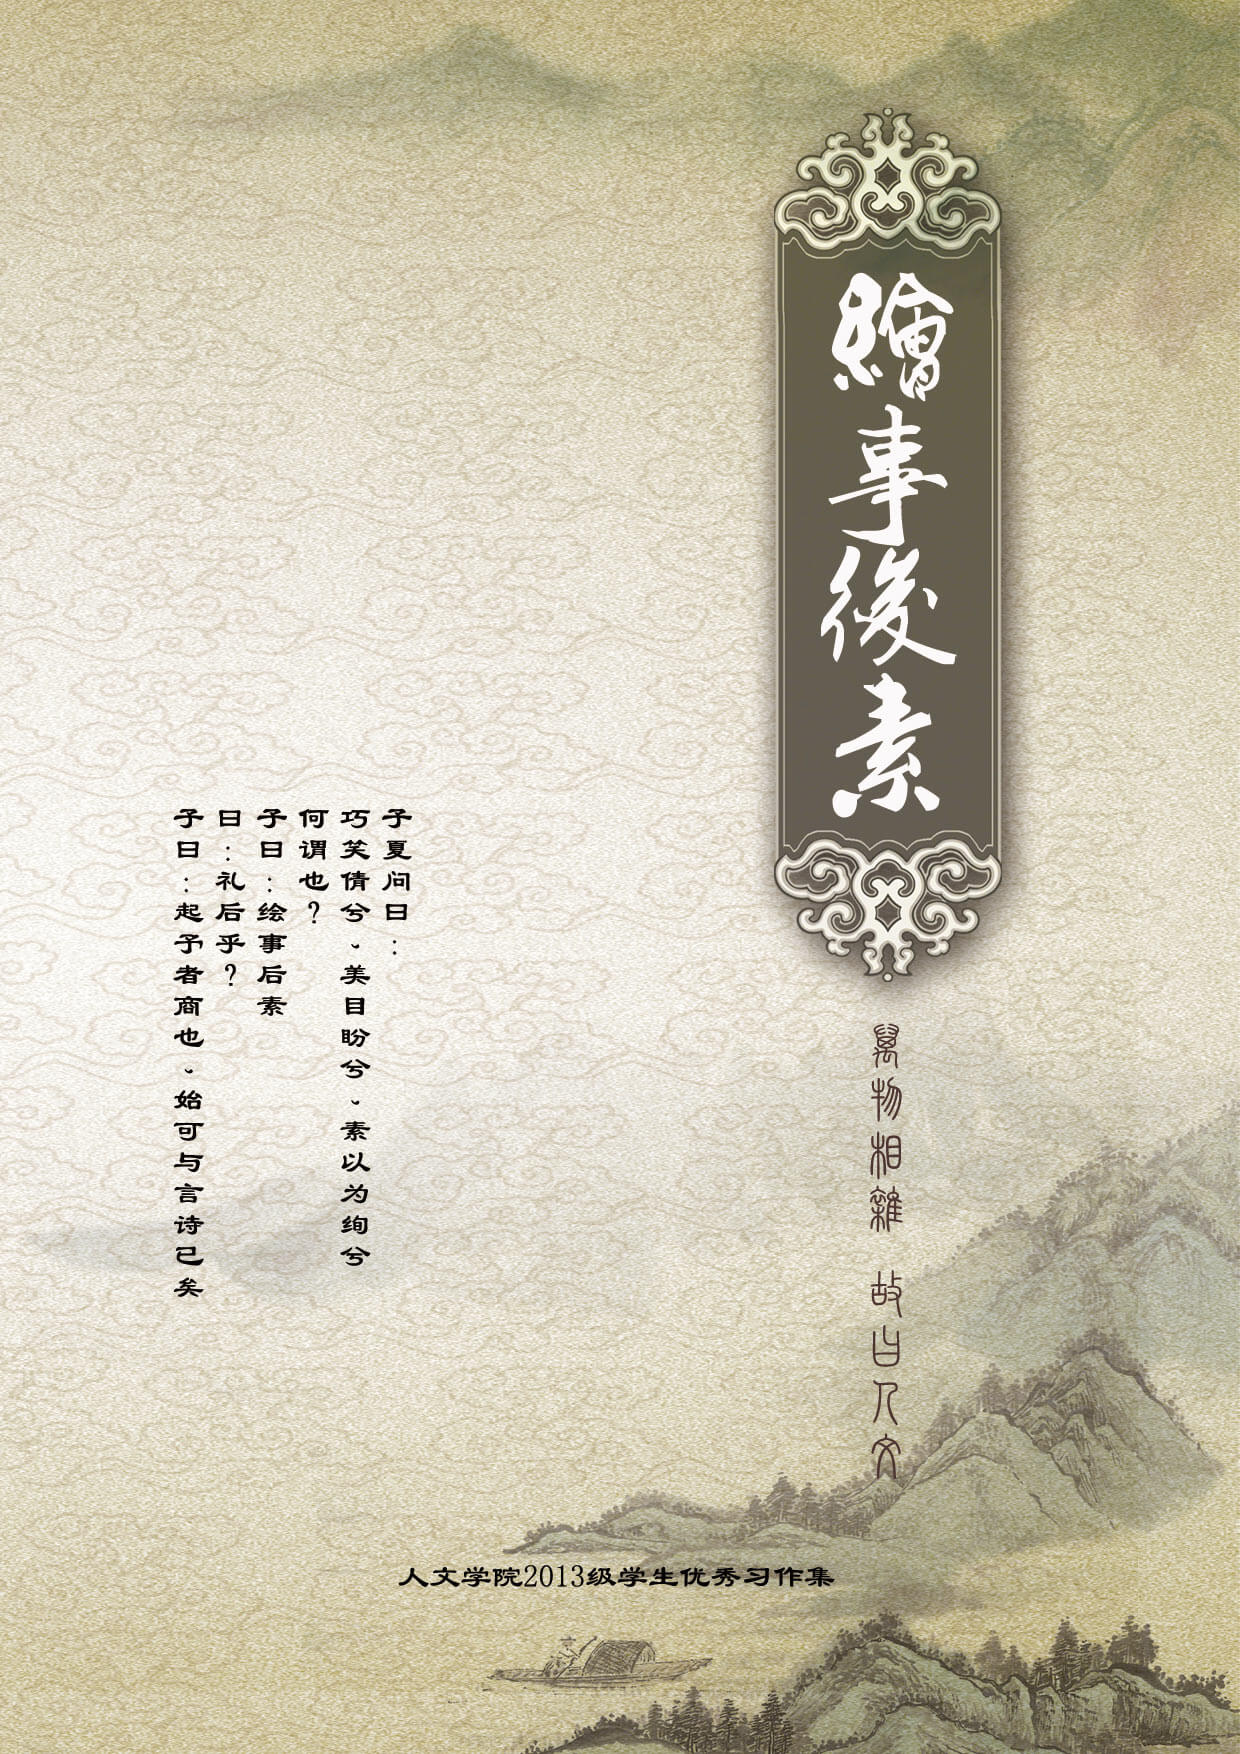 繪事後素
萬物相雜 故曰人文
子夏问曰：
巧笑倩兮、美目盼兮、素以为绚兮
何谓也？
子曰：绘事后素
曰：礼后乎？
子曰：起予者商也、始可与言诗已矣
人文学院2013级学生优秀习作集